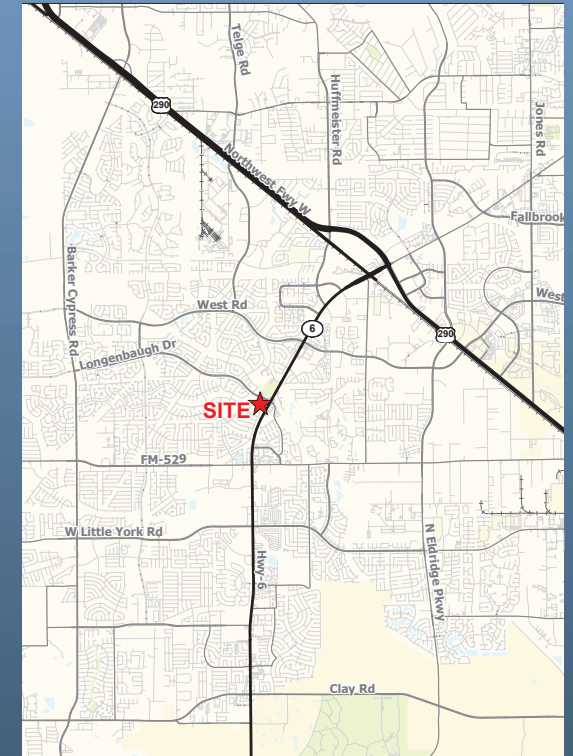 Telge Rd
290
Huffmeister Rd
Jones Rd
Northwest Fwy W
Fallbrook
Barker Cypress Rd
West Rd
West
6
290
Longenbaugh Dr
SITE
FM-529
W Little York Rd
N Eldridge Pkwy
Hwy-6
Clay Rd